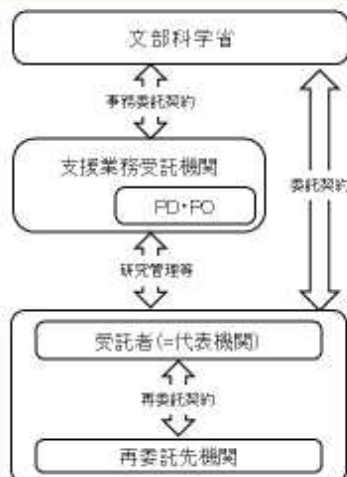 文部科学省
事務委託契約
支援業務受託機関
PD・PO
委託契約
研究管理等
受託者(=代表機関)
再委託契約
再委託先機関